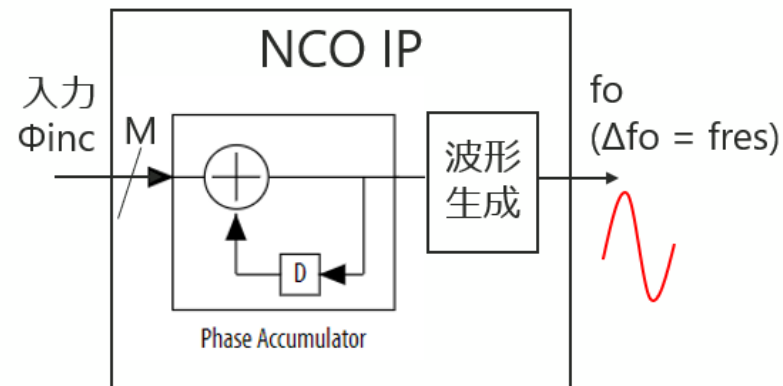 NCO IP
入力
Φinc
M
D
Phase Accumulator
波形
生成
fo
(Δfo = fres)